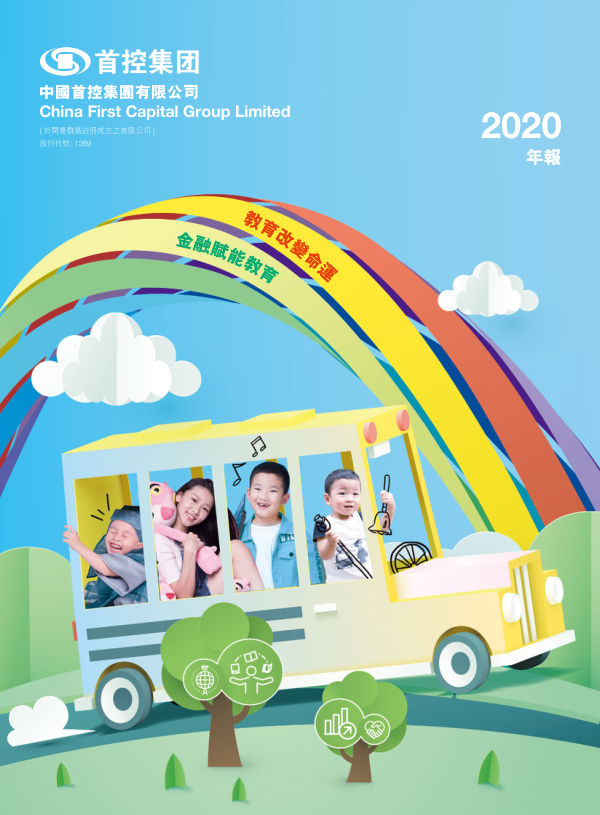 首控集团
中國首控集團有限公司
China First Capital Group Limited
(於開曼群島註冊成立之有限公司)
股份代號: 1269
2020
年報
教育改變命運
金融賦能教育